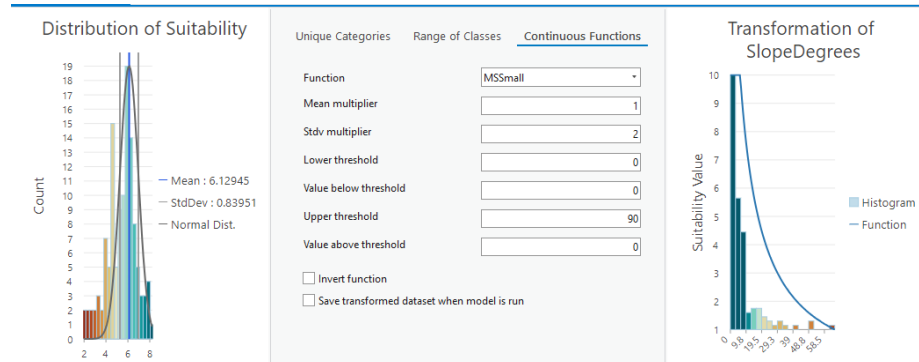 Distribution of Suitability
19
18
17
16
14
13
12
11
10
9
8
7
6
5
4
3
2
1
0
Count
2 4 6 8
Mean : 6.12945
StdDev : 0.83951
Normal Dist.
Unique Categories Range of Classes Continuous Functions
Function MSSmall
Mean multiplier 1
Stdv multiplier 2
Lower threshold 0
Value below threshold 0
Upper threshold 90
Value above threshold 0
Invert function
Save transformed dataset when model is run
Transformation of
SlopeDegrees
10
9
8
7
6
5
4
3
2
1
Suitability Value
0 9.8 19.5 29.3 39 48.8 58.5
Histogram
Function